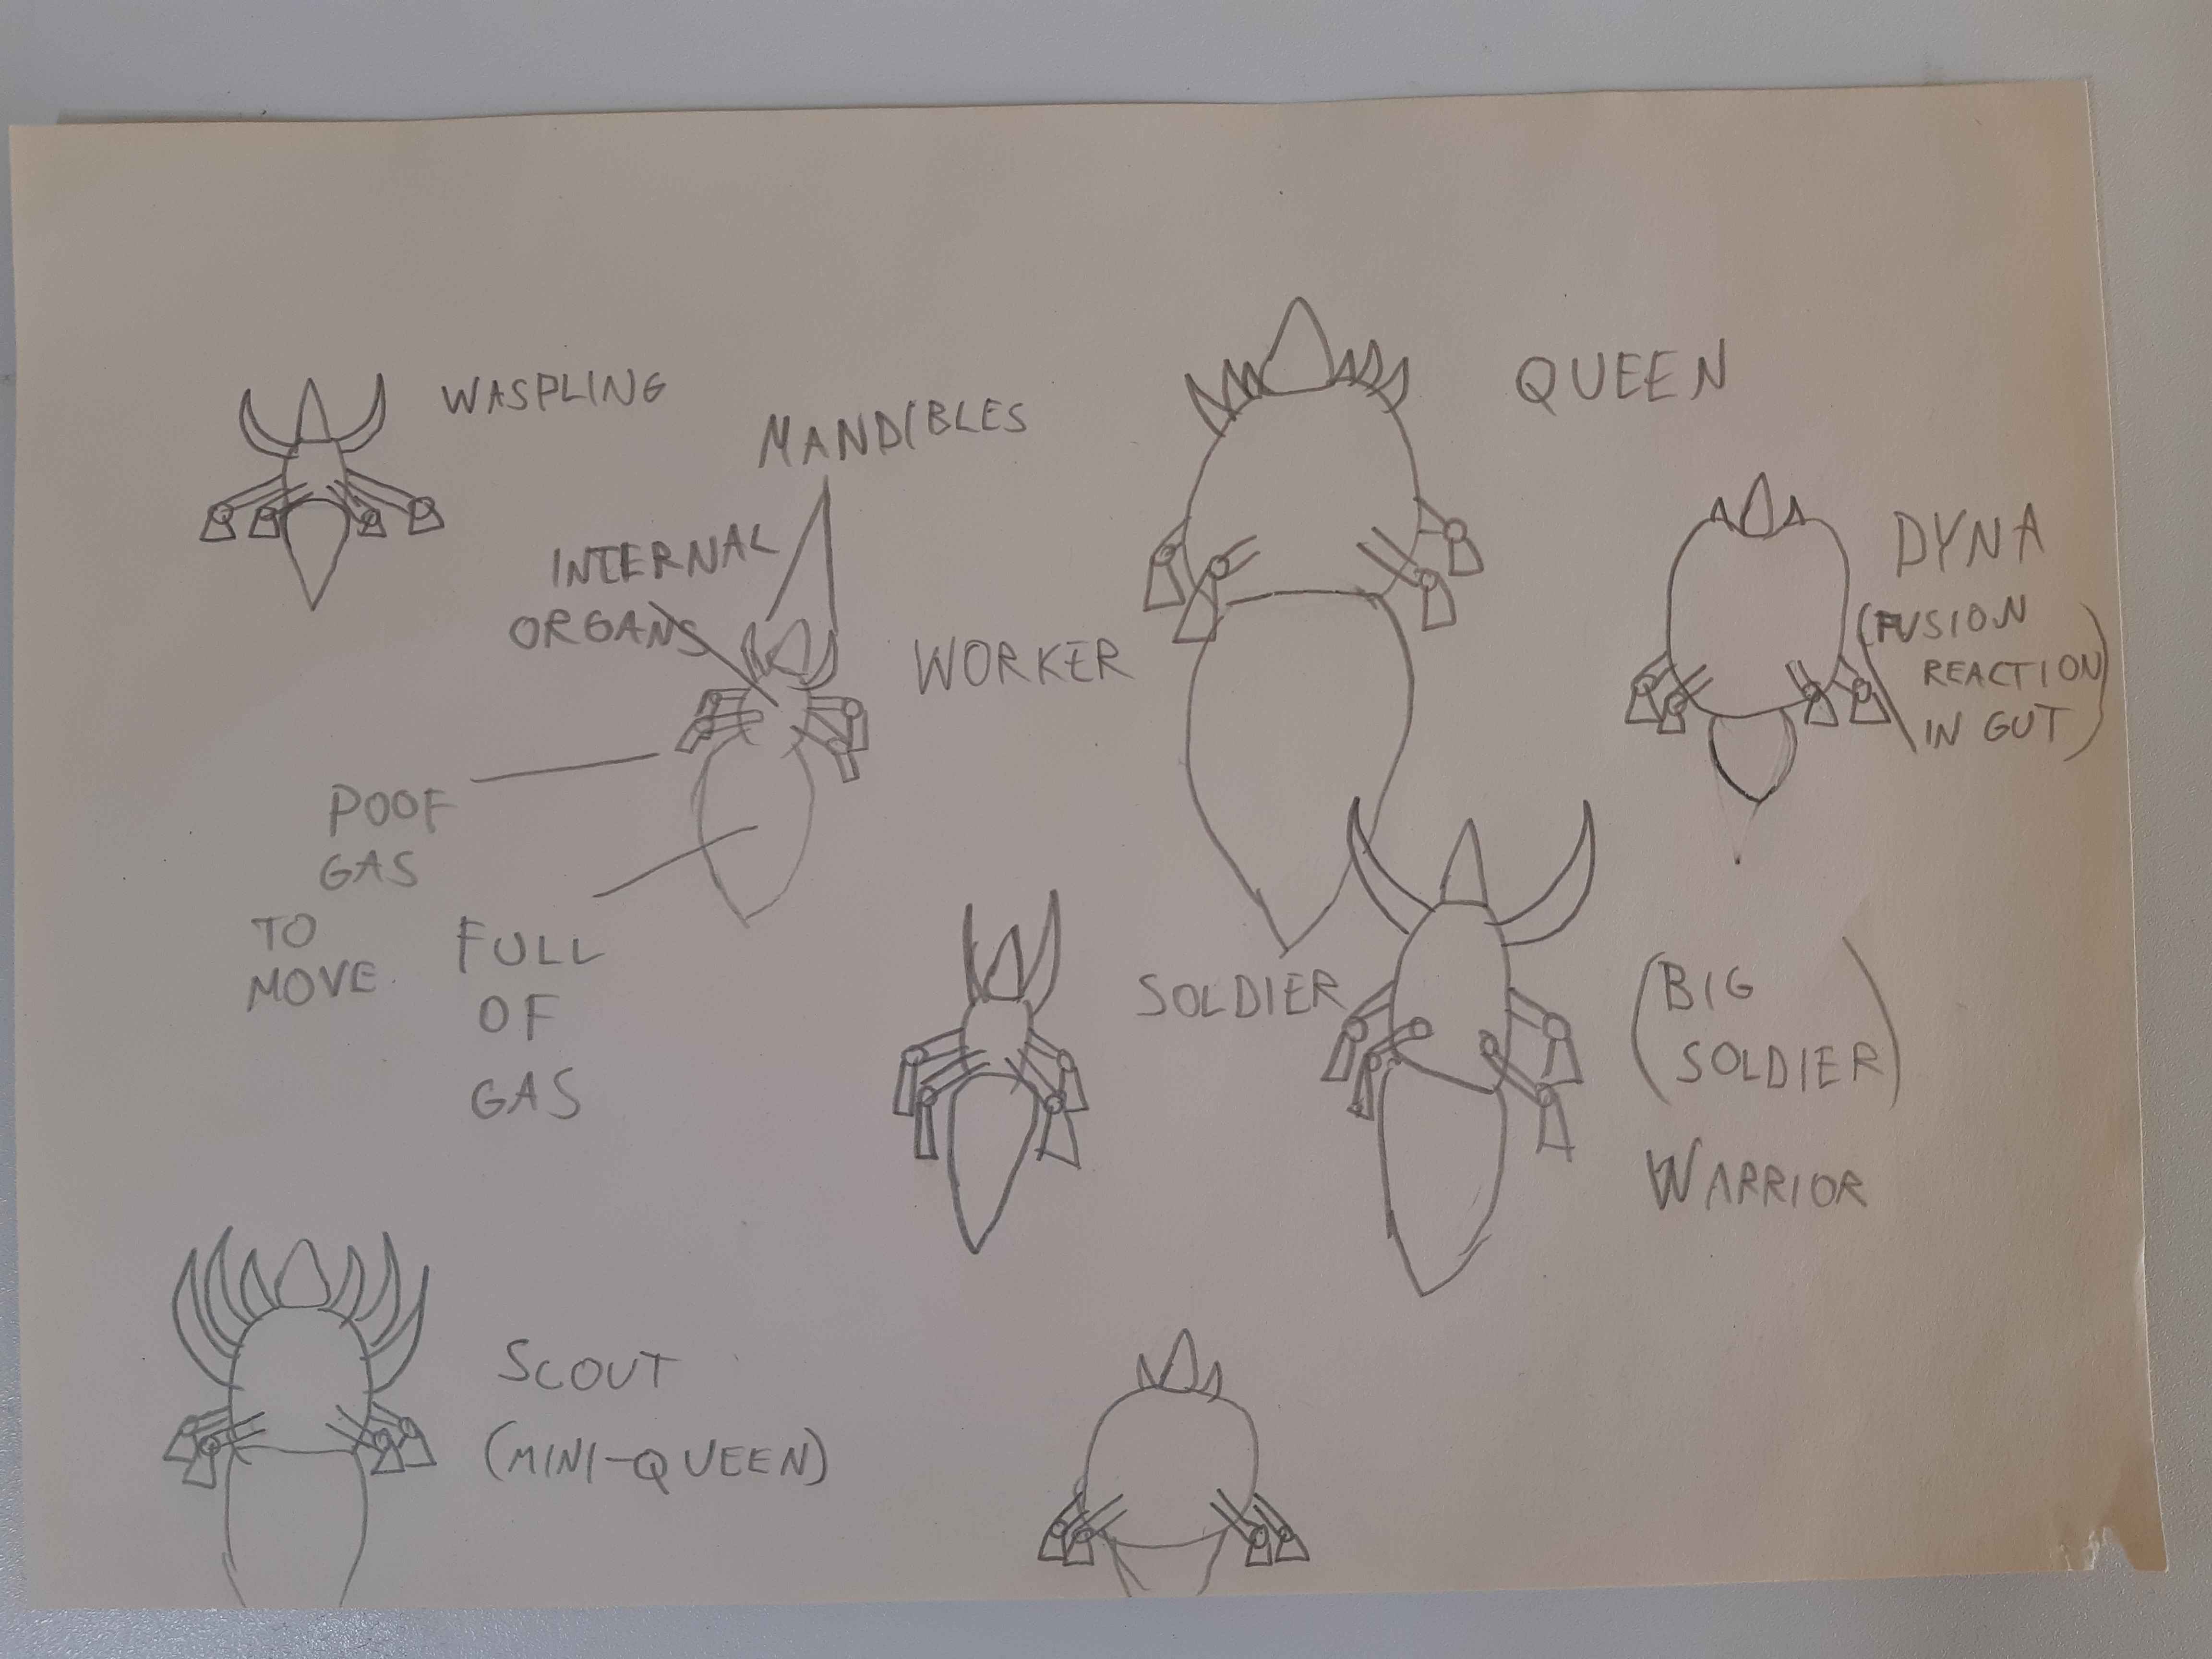 WASPLING
MANDIBLES
INTERNAL
ORGANS
WORKER
POOF
GAS
TO
MOVE.
FULL
OF
GAS
QUEEN
DYNA
(FUSION
REACTION
IN GUT)
SOLDIER
(BIG
SOLDIER)
WARRIOR
SCOUT
(MINI-QUEEN)